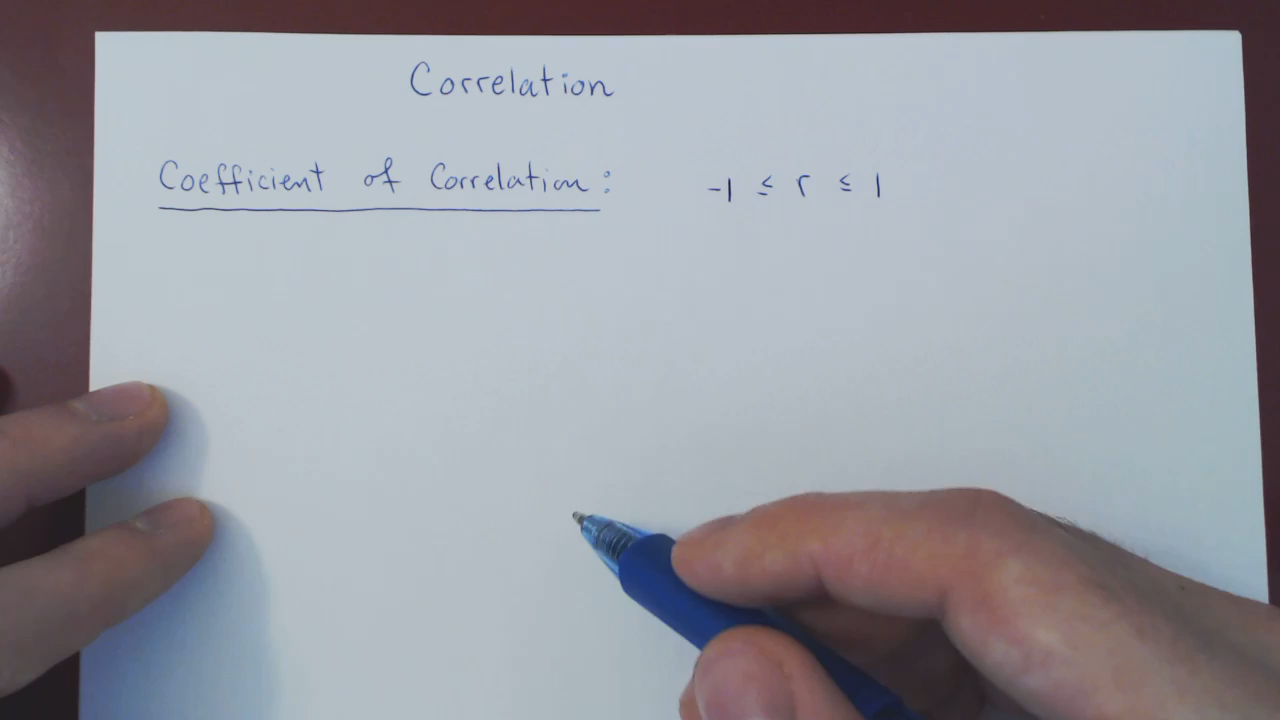 Correlation
Coefficient of Correlation: -1 ≤ r ≤ 1